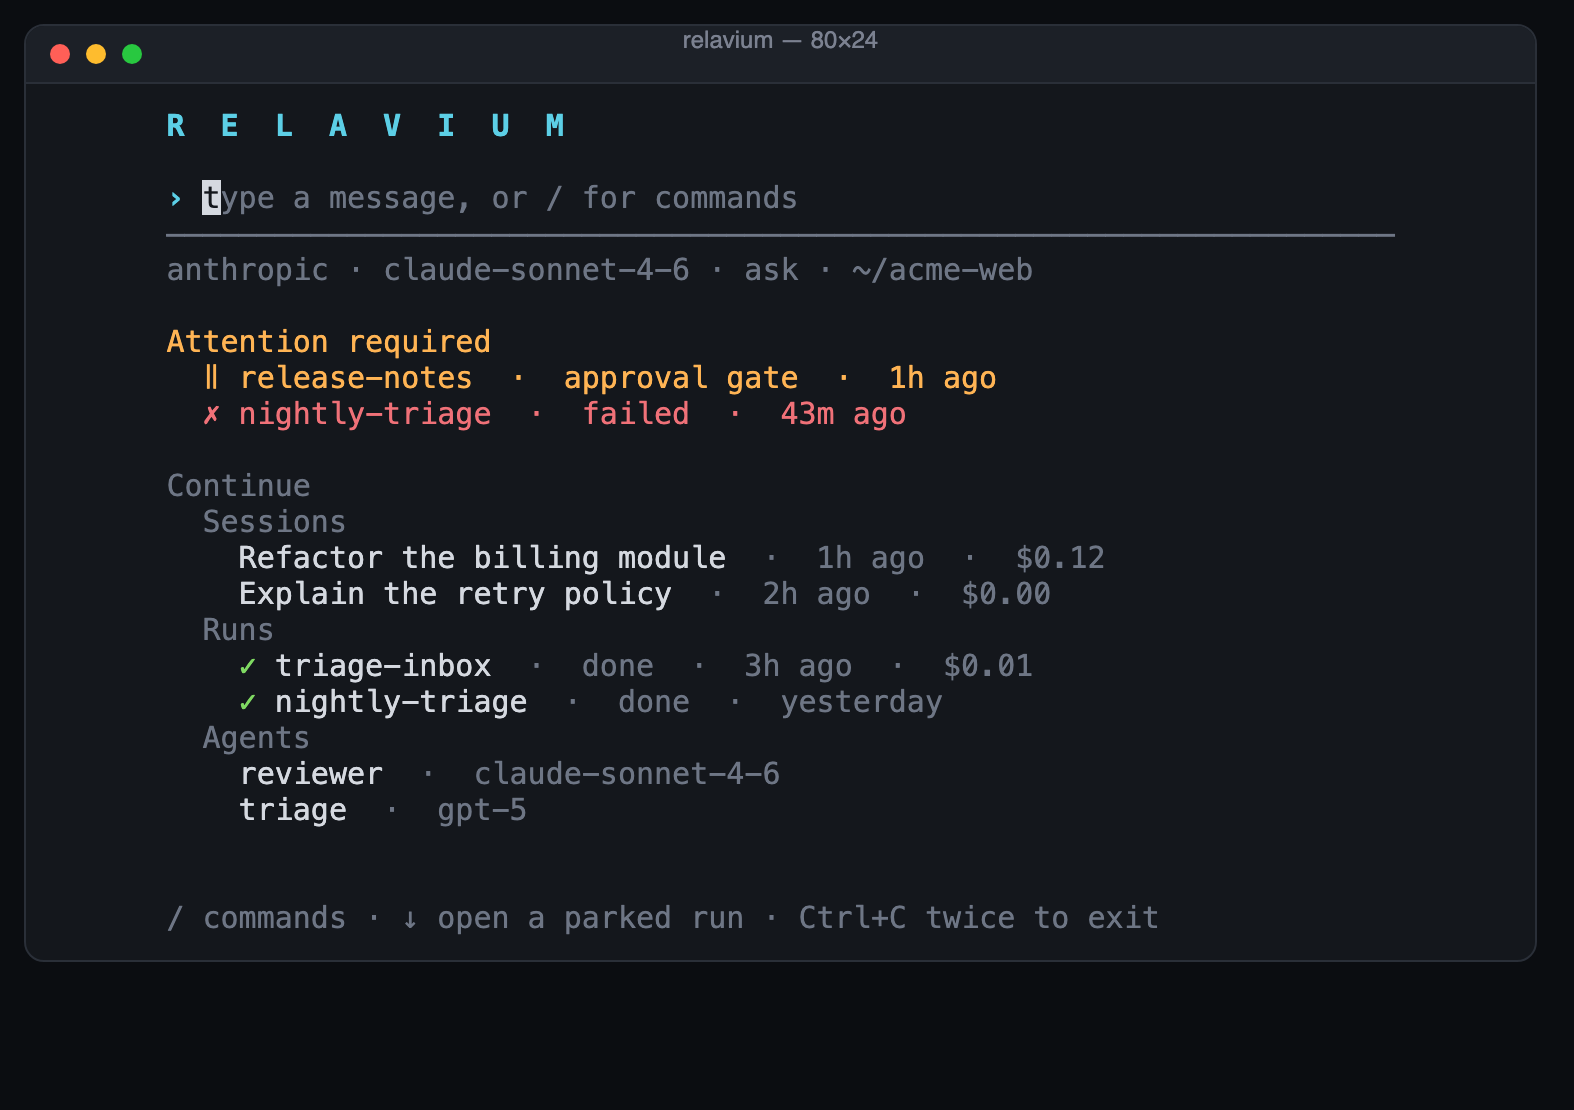 relavium — 80×24
R E L A V I U M
› type a message, or / for commands
anthropic · claude-sonnet-4-6 · ask · ~/acme-web
Attention required
‖ release-notes · approval gate · 1h ago
✗ nightly-triage · failed · 43m ago
Continue
Sessions
Refactor the billing module · 1h ago · $0.12
Explain the retry policy · 2h ago · $0.00
Runs
✓ triage-inbox · done · 3h ago · $0.01
✓ nightly-triage · done · yesterday
Agents
reviewer · claude-sonnet-4-6
triage · gpt-5
/ commands · ↓ open a parked run · Ctrl+C twice to exit